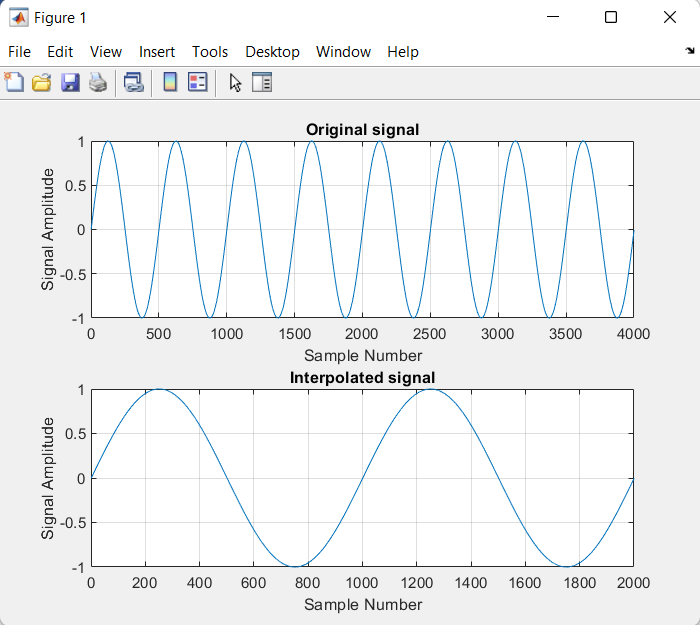 Figure 1
File Edit View Insert Tools Desktop Window Help
Original signal
Signal Amplitude
1
0.5
0
-0.5
-1
0 500 1000 1500 2000 2500 3000 3500 4000
Sample Number
Interpolated signal
Signal Amplitude
1
0.5
0
-0.5
-1
0 200 400 600 800 1000 1200 1400 1600 1800 2000
Sample Number